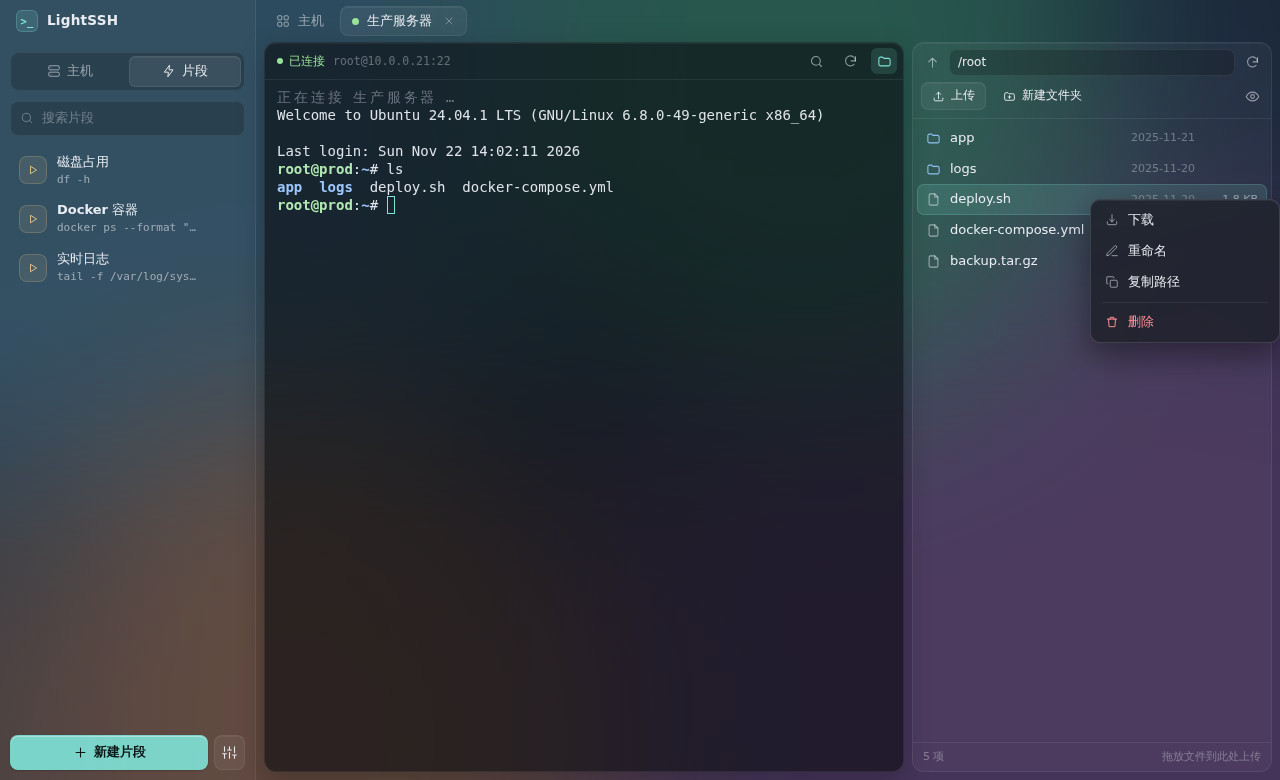 >_ LightSSH
主机
片段
搜索片段
磁盘占用
df -h
Docker 容器
docker ps --format "…
实时日志
tail -f /var/log/sys…
新建片段
主机
生产服务器
已连接 root@10.0.0.21:22
正在连接 生产服务器 …
Welcome to Ubuntu 24.04.1 LTS (GNU/Linux 6.8.0-49-generic x86_64)
Last login: Sun Nov 22 14:02:11 2026
root@prod:~# ls
app logs deploy.sh docker-compose.yml
root@prod:~#
/root
上传
新建文件夹
app 2025-11-21
logs 2025-11-20
deploy.sh 2025-11-20 1.8 KB
docker-compose.yml
backup.tar.gz
下载
重命名
复制路径
删除
5 项
拖放文件到此处上传